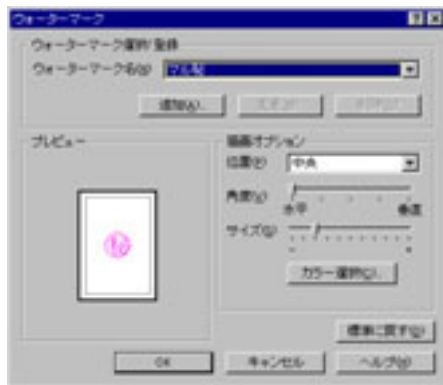 ウォーターマーク
ウォーターマーク選択/登録
ウォーターマーク名(W)
マル秘
追加(A)...
プレビュー
描画オプション
位置(P) 中央
角度(V)
水平 垂直
サイズ(S)
カラー選択(C)...
標準に戻す(D)
OK キャンセル ヘルプ(H)